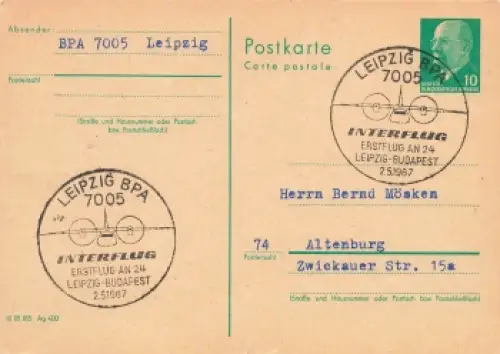 Absender:
BPA 7005 Leipzig
Postleitzahl
(Straße und Hausnummer oder Postfach
bzw. Postschließfach)
LEIPZIG BPA
7005
INTERFLUG
ERSTFLUG AN 24
LEIPZIG-BUDAPEST
2.5.1967
Postkarte
Carte postale
10
LEIPZIG BPA
7005
INTERFLUG
ERSTFLUG AN 24
LEIPZIG-BUDAPEST
2.5.1967
Herrn Bernd Mösken
74 Altenburg
Postleitzahl
Zwickauer Str. 15a
(Straße und Hausnummer oder Postfach bzw. Postschließfach)
Ag 400